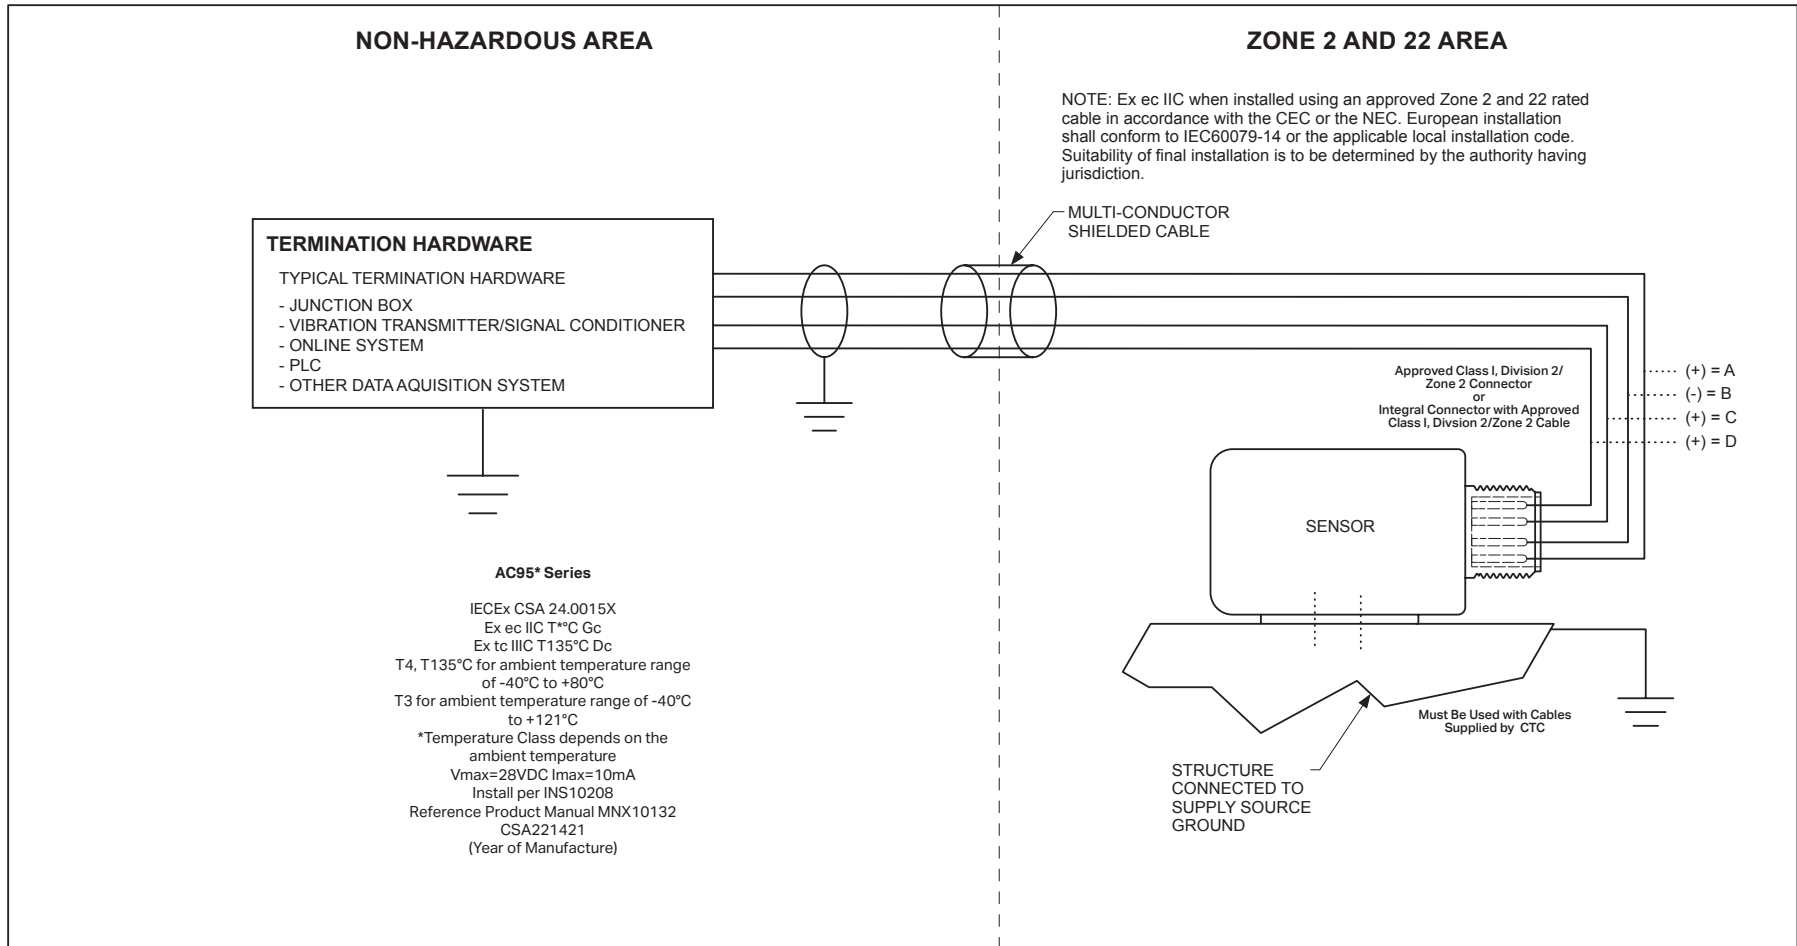 NON-HAZARDOUS AREA
ZONE 2 AND 22 AREA
NOTE: Ex ec IIC when installed using an approved Zone 2 and 22 rated
cable in accordance with the CEC or the NEC. European installation
shall conform to IEC60079-14 or the applicable local installation code.
Suitability of final installation is to be determined by the authority having
jurisdiction.
MULTI-CONDUCTOR
SHIELDED CABLE
TERMINATION HARDWARE
TYPICAL TERMINATION HARDWARE
- JUNCTION BOX
- VIBRATION TRANSMITTER/SIGNAL CONDITIONER
- ONLINE SYSTEM
- PLC
- OTHER DATA AQUISITION SYSTEM
Approved Class I, Division 2/
Zone 2 Connector
or
Integral Connector with Approved
Class I, Divsion 2/Zone 2 Cable
(+) = A
(-) = B
(+) = C
(+) = D
SENSOR
AC95* Series
IECEx CSA 24.0015X
Ex ec IIC T*°C Gc
Ex tc IIIC T135°C Dc
T4, T135°C for ambient temperature range
of -40°C to +80°C
T3 for ambient temperature range of -40°C
to +121°C
*Temperature Class depends on the
ambient temperature
Vmax=28VDC Imax=10mA
Install per INS10208
Reference Product Manual MNX10132
CSA221421
(Year of Manufacture)
Must Be Used with Cables
Supplied by CTC
STRUCTURE
CONNECTED TO
SUPPLY SOURCE
GROUND